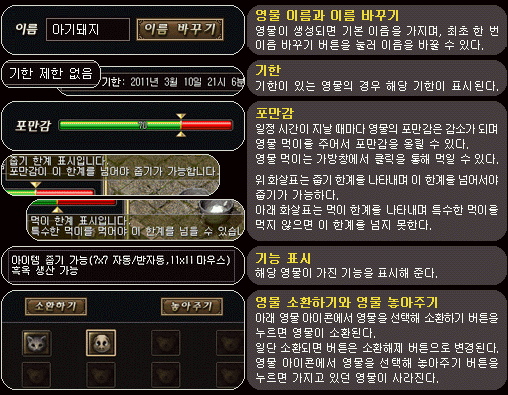 이름 아기돼지 이름 바꾸기
영물 이름과 이름 바꾸기
영물이 생성되면 기본 이름을 가지며, 최초 한 번
이름 바꾸기 버튼을 눌러 이름을 바꿀 수 있다.
기한 제한 없음
기한: 2011년 3월 10일 21시 6분
기한
기한이 있는 영물의 경우 해당 기한이 표시된다.
포만감
포만감
일정 시간이 지날 때마다 영물의 포만감은 감소가 되며
영물 먹이를 주어서 포만감을 올릴 수 있다.
영물 먹이는 가방창에서 클릭을 통해 먹일 수 있다.
위 화살표는 줍기 한계를 나타내며 이 한계를 넘어서야
줍기가 가능하다.
아래 화살표는 먹이 한계를 나타내며 특수한 먹이를
먹지 않으면 이 한계를 넘지 못한다.
줍기 한계 표시입니다.
포만감이 이 한계를 넘어야 줍기가 가능합니다.
먹이 한계 표시입니다.
특수한 먹이를 먹여야 이 한계를 넘을 수 있습
아이템 줍기 가능(7x7 자동/반자동,11x11 마우스)
흑옥 생산 가능
기능 표시
해당 영물이 가진 기능을 표시해 준다.
소환하기 놓아주기
영물 소환하기와 영물 놓아주기
아래 영물 아이콘에서 영물을 선택해 소환하기 버튼을
누르면 영물이 소환된다.
일단 소환되면 버튼은 소환해제 버튼으로 변경된다.
영물 아이콘에서 영물을 선택해 놓아주기 버튼을
누르면 가지고 있던 영물이 사라진다.